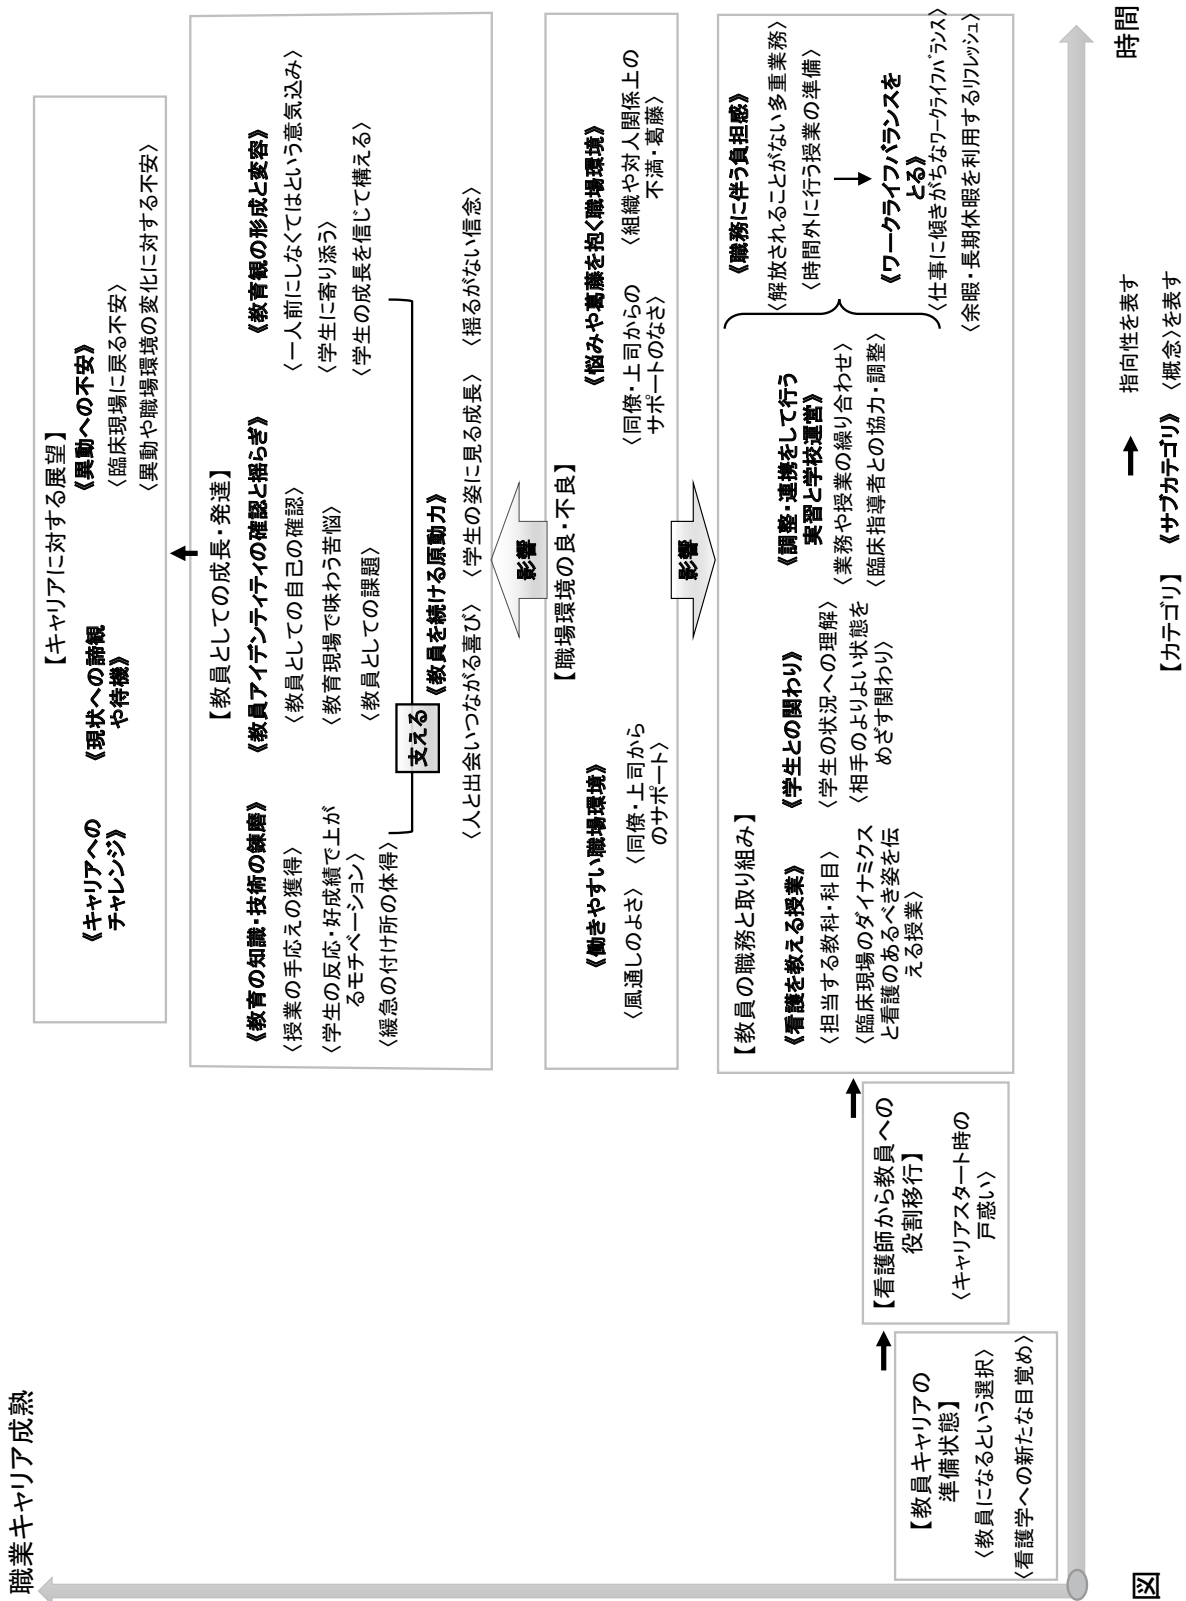 職業キャリア成熟
【キャリアに対する展望】
《キャリアへの
チャレンジ》
《現状への諦観
や待機》
《異動への不安》
〈臨床現場に戻る不安〉
〈異動や職場環境の変化に対する不安〉
【教員としての成長・発達】
《教育の知識・技術の錬磨》
〈授業の手応えの獲得〉
〈学生の反応・好成績で上が
るモチベーション〉
〈緩急の付け所の体得〉
《教員アイデンティティの確認と揺らぎ》
〈教員としての自己の確認〉
〈教育現場で味わう苦悩〉
〈教員としての課題〉
《教育観の形成と変容》
〈一人前にしなくてはという意気込み〉
〈学生に寄り添う〉
〈学生の成長を信じて構える〉
支える
《教員を続ける原動力》
〈人と出会いつながる喜び〉
〈学生の姿に見る成長〉
〈揺るがない信念〉
影響
【職場環境の良・不良】
《働きやすい職場環境》
〈風通しのよさ〉
〈同僚・上司から
のサポート〉
《悩みや葛藤を抱く職場環境》
〈同僚・上司からの
サポートのなさ〉
〈組織や対人関係上の
不満・葛藤〉
影響
【教員の職務と取り組み】
《看護を教える授業》
〈担当する教科・科目〉
〈臨床現場のダイナミクス
と看護のあるべき姿を伝
える授業〉
《学生との関わり》
〈学生の状況への理解〉
〈相手のよりよい状態を
めざす関わり〉
《調整・連携をして行う
実習と学校運営》
〈業務や授業の繰り合わせ〉
〈臨床指導者との協力・調整〉
《職務に伴う負担感》
〈解放されることがない多重業務〉
〈時間外に行う授業の準備〉
《ワークライフバランスを
とる》
〈仕事に傾きがちなワークライフバランス〉
〈余暇・長期休暇を利用するリフレッシュ〉
【看護師から教員への
役割移行】
〈キャリアスタート時の
戸惑い〉
【教員キャリアの
準備状態】
〈教員になるという選択〉
〈看護学への新たな目覚め〉
時間
指向性を表す
【カテゴリ】 《サブカテゴリ》 〈概念〉を表す
図